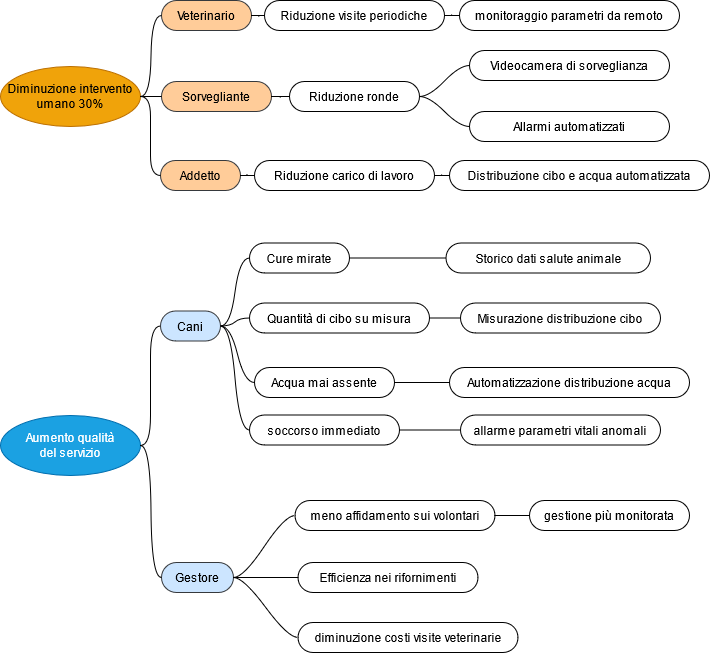 Diminuzione intervento
umano 30%
Veterinario
Riduzione visite periodiche
monitoraggio parametri da remoto
Sorvegliante
Riduzione ronde
Videocamera di sorveglianza
Allarmi automatizzati
Addetto
Riduzione carico di lavoro
Distribuzione cibo e acqua automatizzata
Aumento qualità
del servizio
Cani
Cure mirate
Storico dati salute animale
Quantità di cibo su misura
Misurazione distribuzione cibo
Acqua mai assente
Automatizzazione distribuzione acqua
soccorso immediato
allarme parametri vitali anomali
Gestore
meno affidamento sui volontari
gestione più monitorata
Efficienza nei rifornimenti
diminuzione costi visite veterinarie